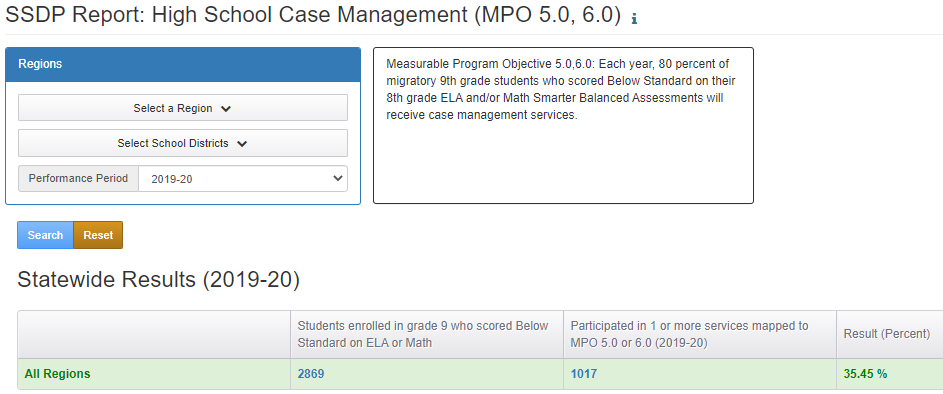 SSDP Report: High School Case Management (MPO 5.0, 6.0) i
Regions
Select a Region
Select School Districts
Performance Period 2019-20
Search Reset
Measurable Program Objective 5.0,6.0: Each year, 80 percent of
migratory 9th grade students who scored Below Standard on their
8th grade ELA and/or Math Smarter Balanced Assessments will
receive case management services.
Statewide Results (2019-20)
Students enrolled in grade 9 who scored Below
Standard on ELA or Math
Participated in 1 or more services mapped to
MPO 5.0 or 6.0 (2019-20)
Result (Percent)
All Regions 2869 1017 35.45 %